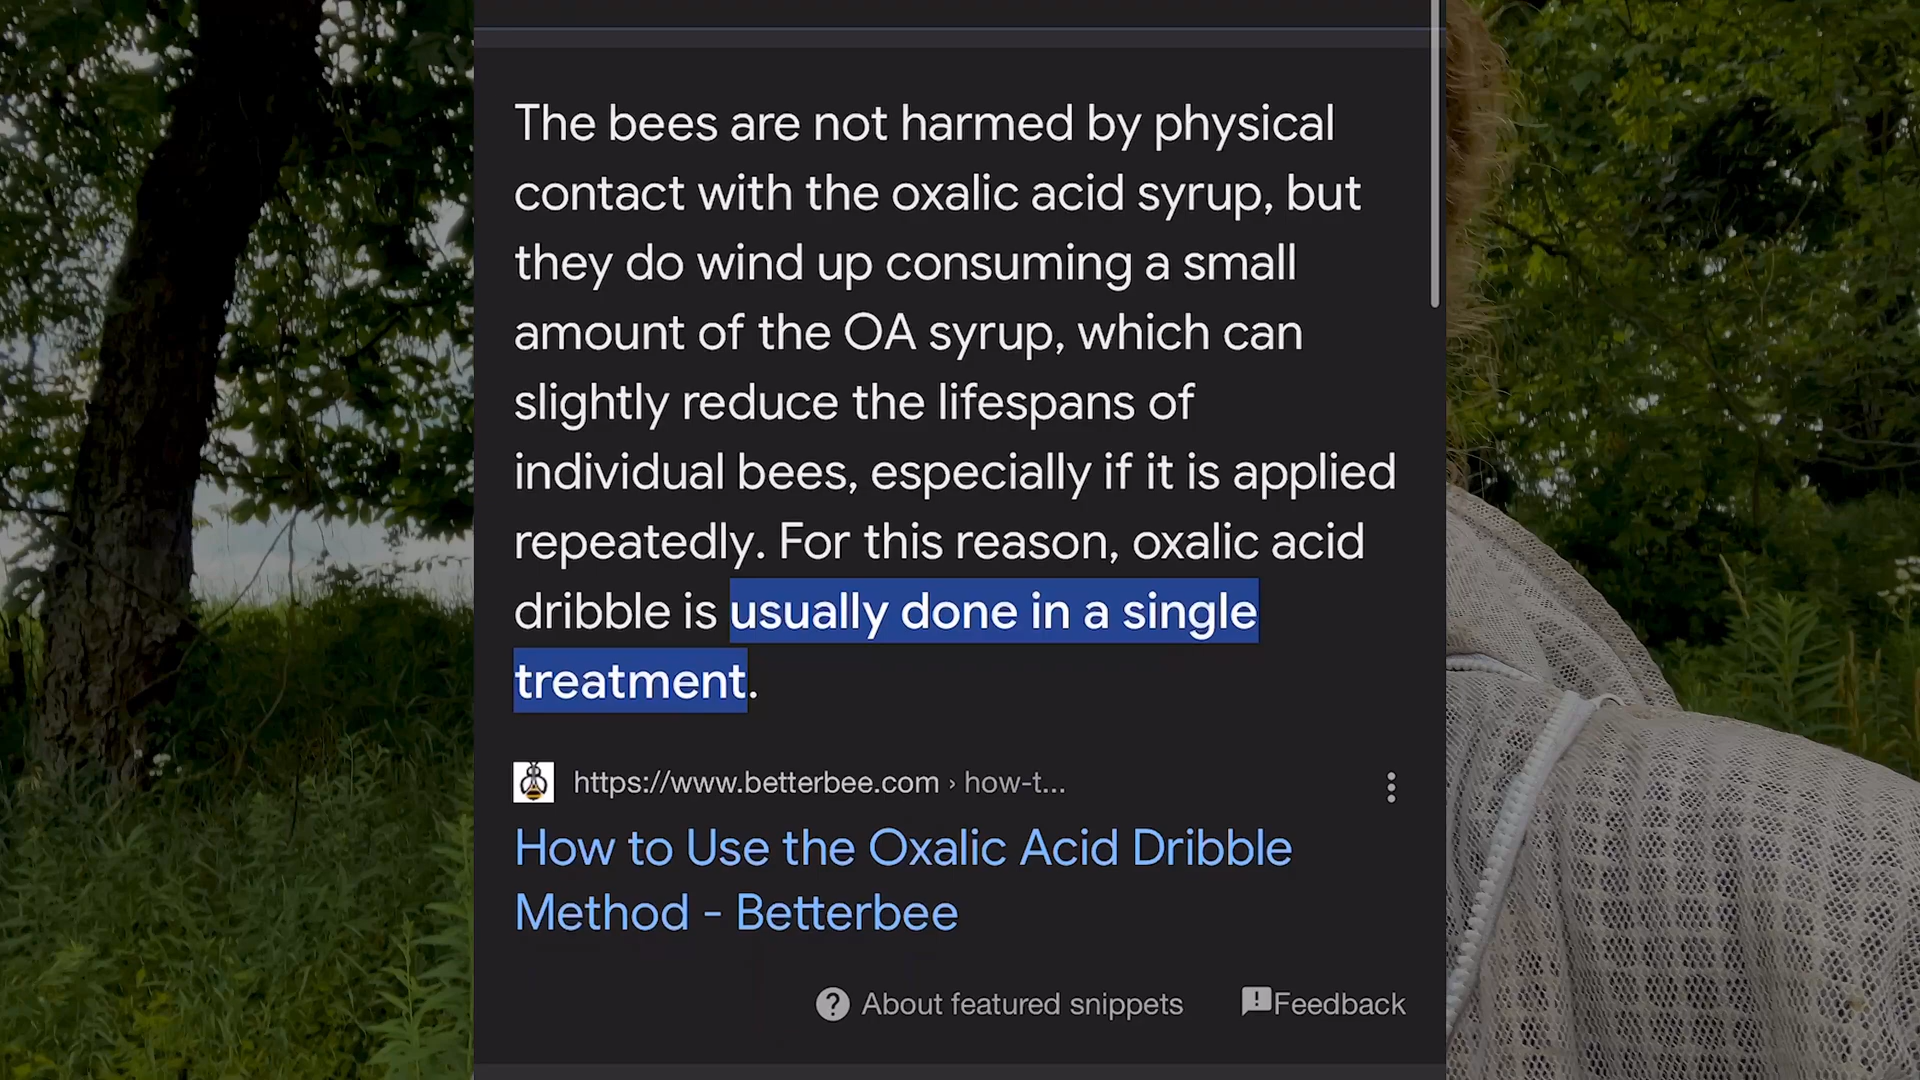 The bees are not harmed by physical
contact with the oxalic acid syrup, but
they do wind up consuming a small
amount of the OA syrup, which can
slightly reduce the lifespans of
individual bees, especially if it is applied
repeatedly. For this reason, oxalic acid
dribble is usually done in a single
treatment.
https://www.betterbee.com › how-t...
How to Use the Oxalic Acid Dribble
Method - Betterbee
About featured snippets
Feedback